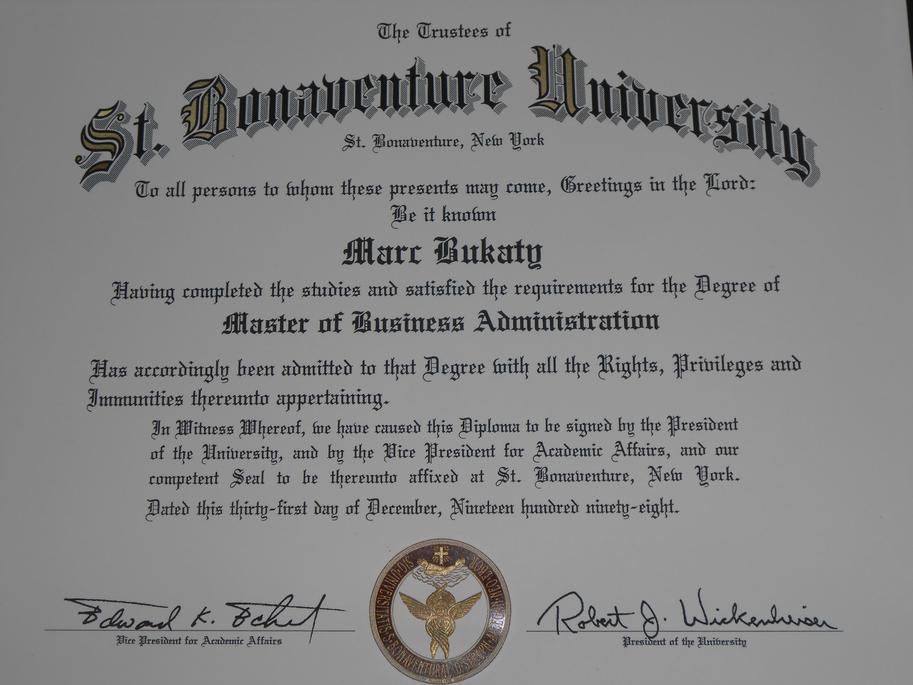 The Trustees of
St. Bonaventure University
St. Bonaventure, New York
To all persons to whom these presents may come, Greetings in the Lord:
Be it known
Marc Bukaty
Having completed the studies and satisfied the requirements for the Degree of
Master of Business Administration
Has accordingly been admitted to that Degree with all the Rights, Privileges and
Immunities thereunto appertaining.
In Witness Whereof, we have caused this Diploma to be signed by the President
of the University, and by the Vice President for Academic Affairs, and our
competent Seal to be thereunto affixed at St. Bonaventure, New York.
Dated this thirty-first day of December, Nineteen hundred ninety-eight.
Edward K. Eckert
Vice President for Academic Affairs
Robert J. Wickenheiser
President of the University